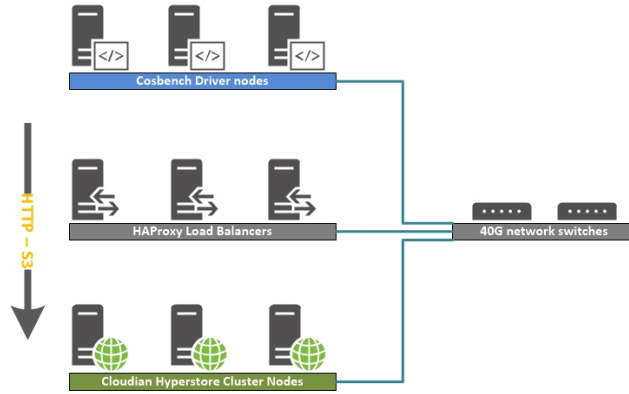 </>
</>
</>
Cosbench Driver nodes
HTTP – S3
HAProxy Load Balancers
40G network switches
Cloudian Hyperstore Cluster Nodes